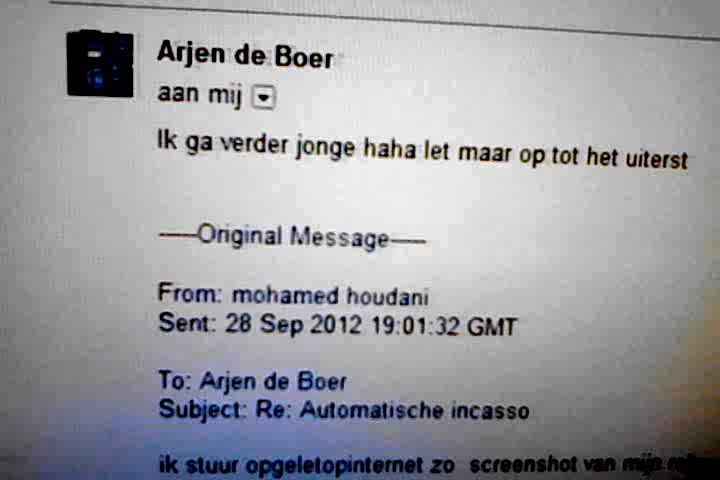 Arjen de Boer
aan mij
Ik ga verder jonge haha let maar op tot het uiterst
-----Original Message-----
From: mohamed houdani
Sent: 28 Sep 2012 19:01:32 GMT
To: Arjen de Boer
Subject: Re: Automatische incasso
ik stuur opgeletopinternet zo screenshot van mijn